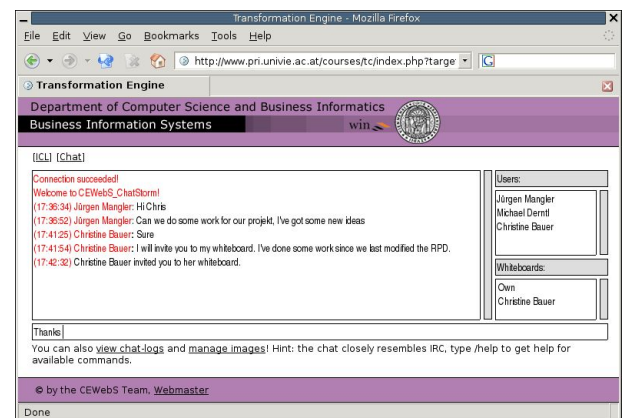 Transformation Engine - Mozilla Firefox
File Edit View Go Bookmarks Tools Help
http://www.pri.univie.ac.at/courses/tc/index.php?targe
G
Transformation Engine
Department of Computer Science and Business Informatics
Business Information Systems
win
[ICL] [Chat]
Connection succeeded!
Welcome to CEWebS_ChatStorm!
(17:36:34) Jürgen Mangler: Hi Chris
(17:36:52) Jürgen Mangler: Can we do some work for our projekt, I've got some new ideas
(17:41:25) Christine Bauer: Sure
(17:41:54) Christine Bauer: I will invite you to my whiteboard. I've done some work since we last modified the RPD.
(17:42:32) Christine Bauer invited you to her whiteboard.
Users:
Jürgen Mangler
Michael Derntl
Christine Bauer
Whiteboards:
Own
Christine Bauer
Thanks
You can also view chat-logs and manage images! Hint: the chat closely resembles IRC, type /help to get help for
available commands.
© by the CEWebS Team, Webmaster
Done